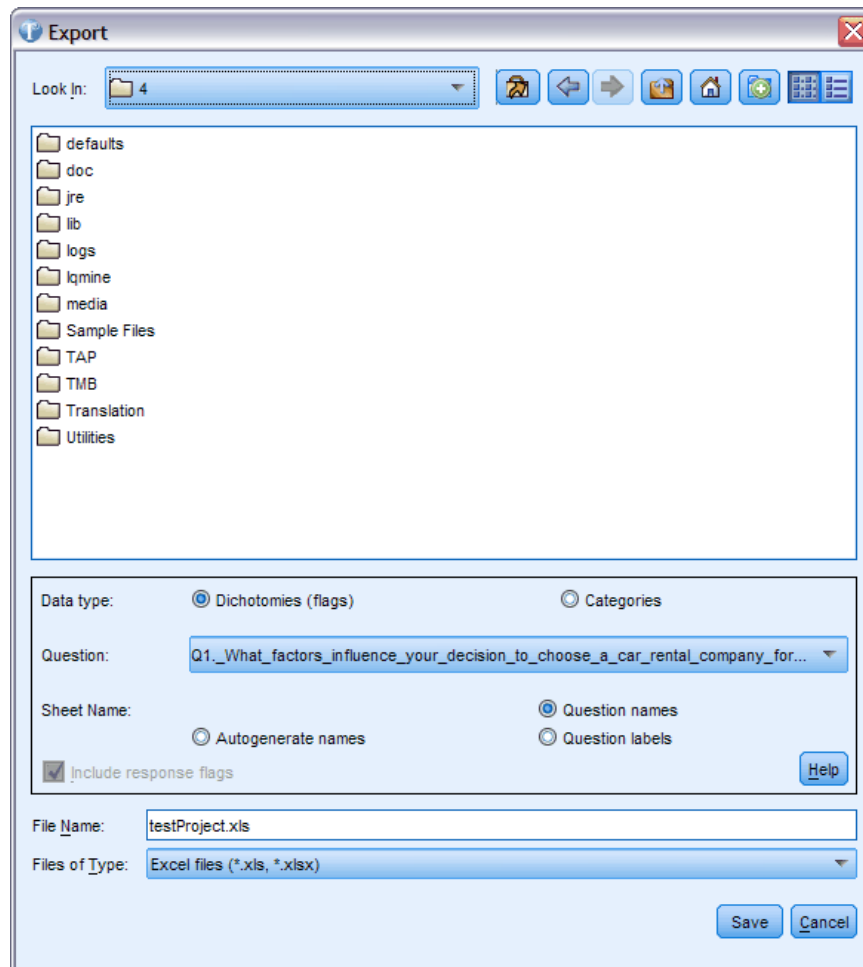 Export
Look In: 4
defaults
doc
jre
lib
logs
lqmine
media
Sample Files
TAP
TMB
Translation
Utilities
Data type: Dichotomies (flags) Categories
Question: Q1._What_factors_influence_your_decision_to_choose_a_car_rental_company_for...
Sheet Name: Question names
Autogenerate names Question labels
Include response flags Help
File Name: testProject.xls
Files of Type: Excel files (*.xls, *.xlsx)
Save Cancel